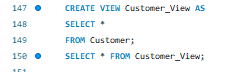 147 CREATE VIEW Customer_View AS
148 SELECT *
149 FROM Customer;
150 SELECT * FROM Customer_View;